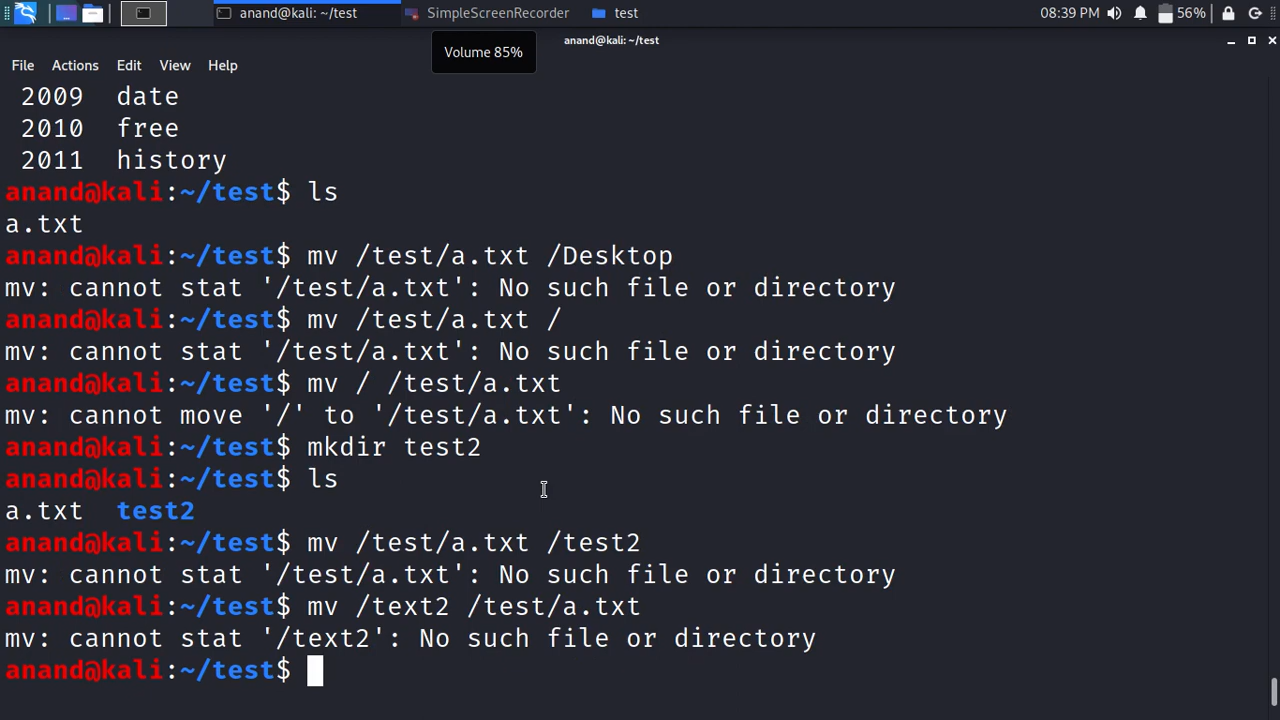 anand@kali: ~/test
SimpleScreenRecorder
test
08:39 PM
56%
Volume 85%
anand@kali: ~/test
File Actions Edit View Help
2009 date
2010 free
2011 history
anand@kali:~/test$ ls
a.txt
anand@kali:~/test$ mv /test/a.txt /Desktop
mv: cannot stat '/test/a.txt': No such file or directory
anand@kali:~/test$ mv /test/a.txt /
mv: cannot stat '/test/a.txt': No such file or directory
anand@kali:~/test$ mv / /test/a.txt
mv: cannot move '/' to '/test/a.txt': No such file or directory
anand@kali:~/test$ mkdir test2
anand@kali:~/test$ ls
a.txt test2
anand@kali:~/test$ mv /test/a.txt /test2
mv: cannot stat '/test/a.txt': No such file or directory
anand@kali:~/test$ mv /text2 /test/a.txt
mv: cannot stat '/text2': No such file or directory
anand@kali:~/test$